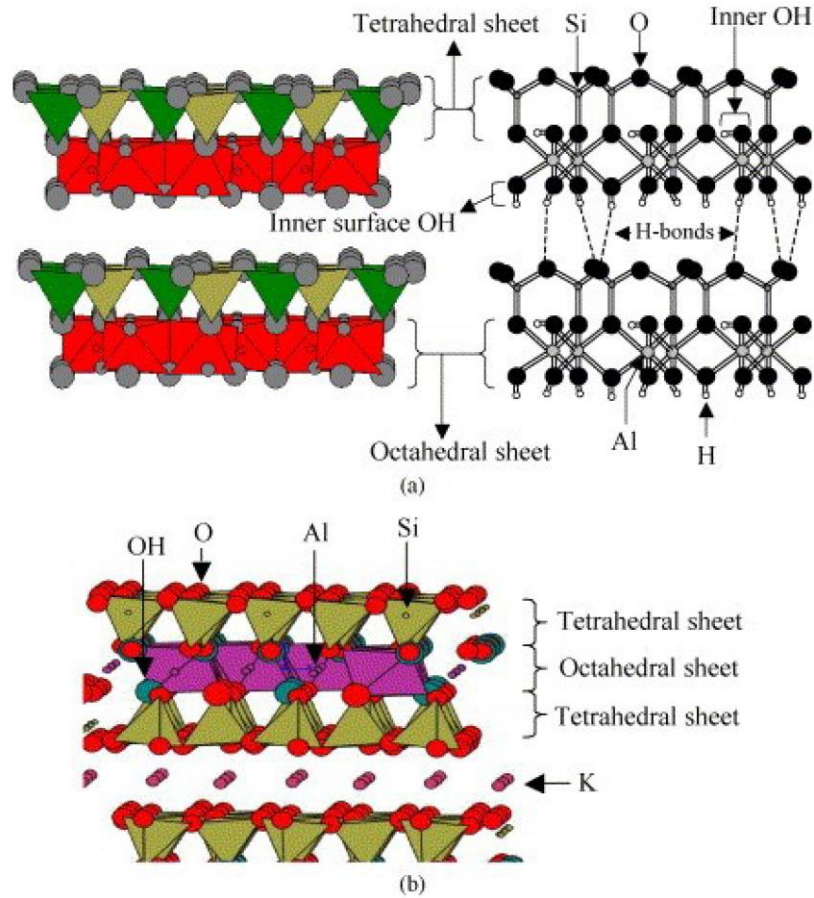 Tetrahedral sheet
Si
O
Inner OH
Inner surface OH
H-bonds
Octahedral sheet
Al
H
(a)
OH
O
Al
Si
Tetrahedral sheet
Octahedral sheet
Tetrahedral sheet
K
(b)